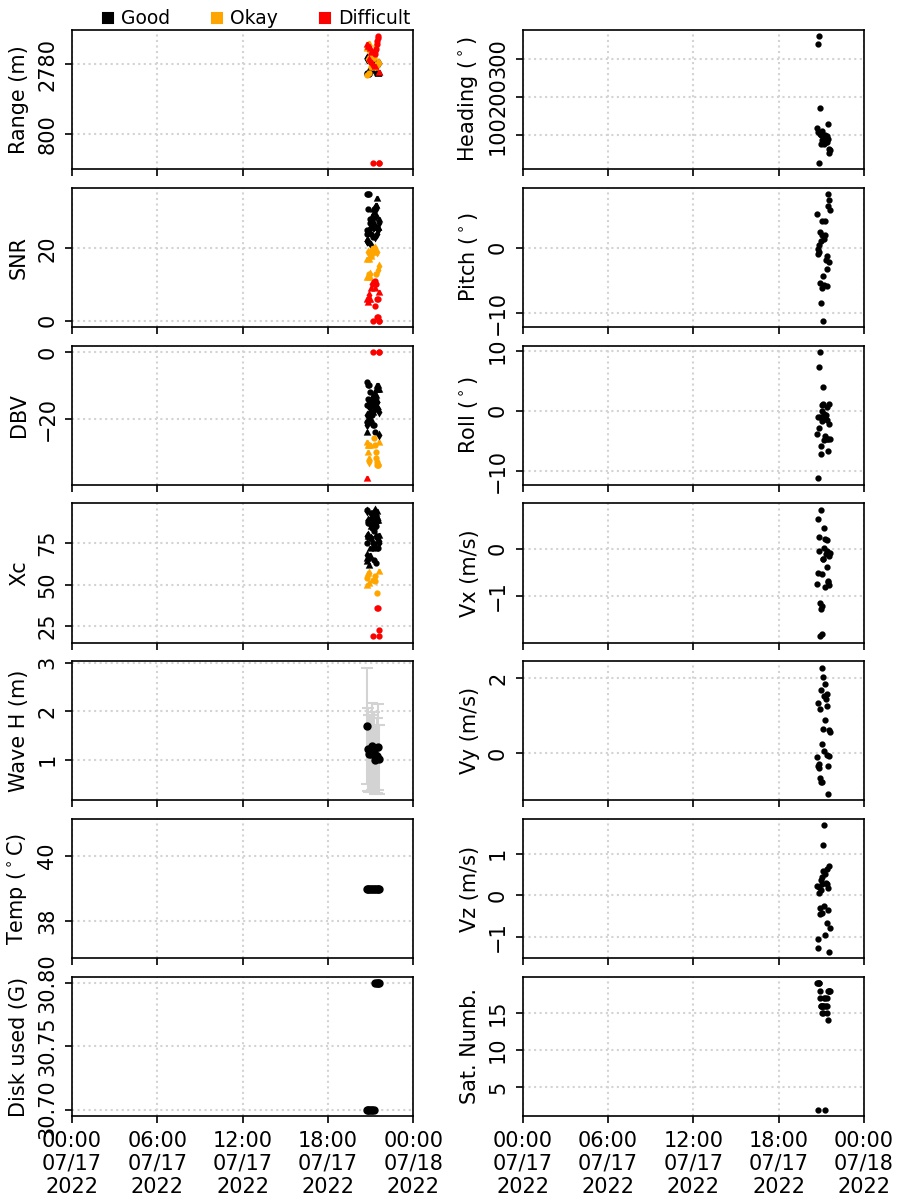 Good Okay Difficult
Range (m)
2780
800
Heading (°)
300
200
100
SNR
20
0
Pitch (°)
0
−10
DBV
0
−20
Roll (°)
10
0
−10
Xc
75
50
25
Vx (m/s)
0
−1
Wave H (m)
3
2
1
Vy (m/s)
2
0
Temp (°C)
40
38
Vz (m/s)
1
0
−1
Disk used (G)
30.80
30.75
30.70
Sat. Numb.
15
10
5
00:00 06:00 12:00 18:00 00:00 00:00 06:00 12:00 18:00 00:00
07/17 07/17 07/17 07/17 07/18 07/17 07/17 07/17 07/17 07/18
2022 2022 2022 2022 2022 2022 2022 2022 2022 2022